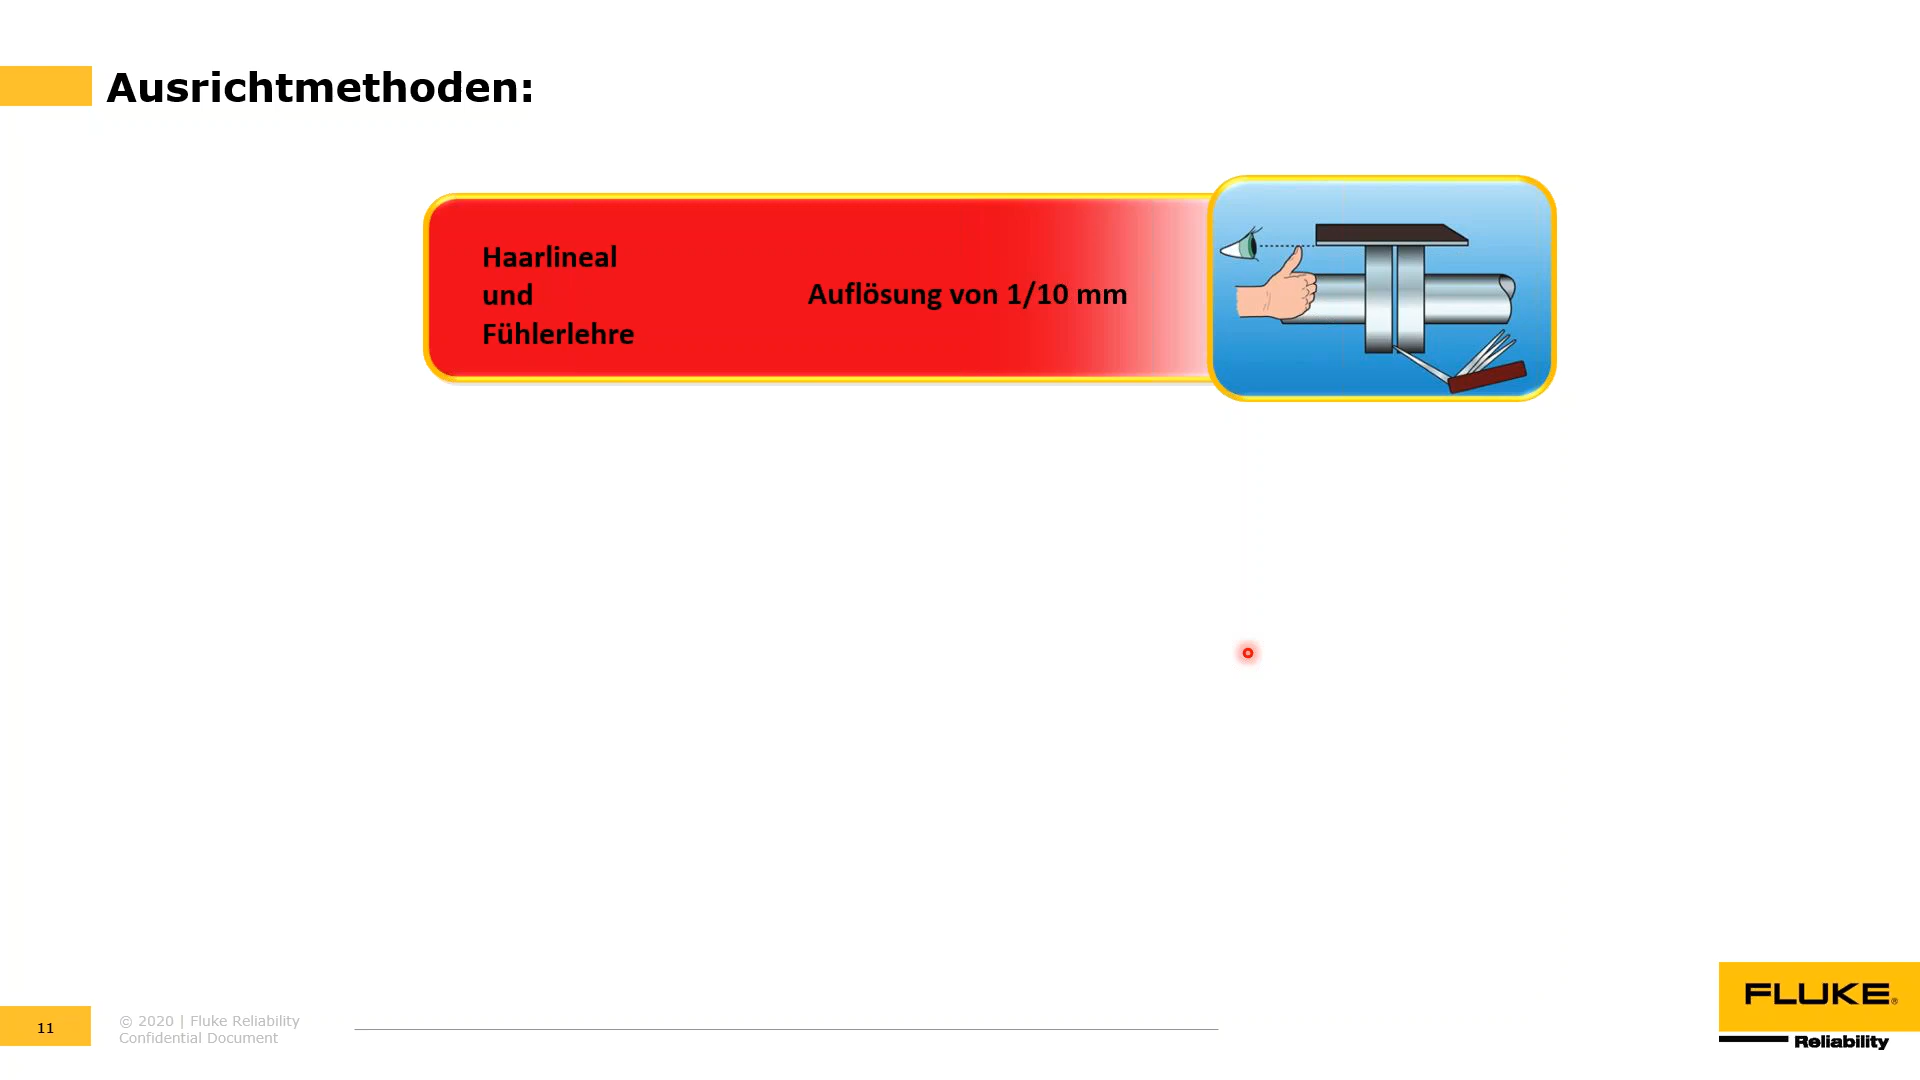 Ausrichtmethoden:
Haarlineal
und
Fühlerlehre
Auflösung von 1/10 mm
11
© 2020 | Fluke Reliability
Confidential Document
FLUKE®
Reliability